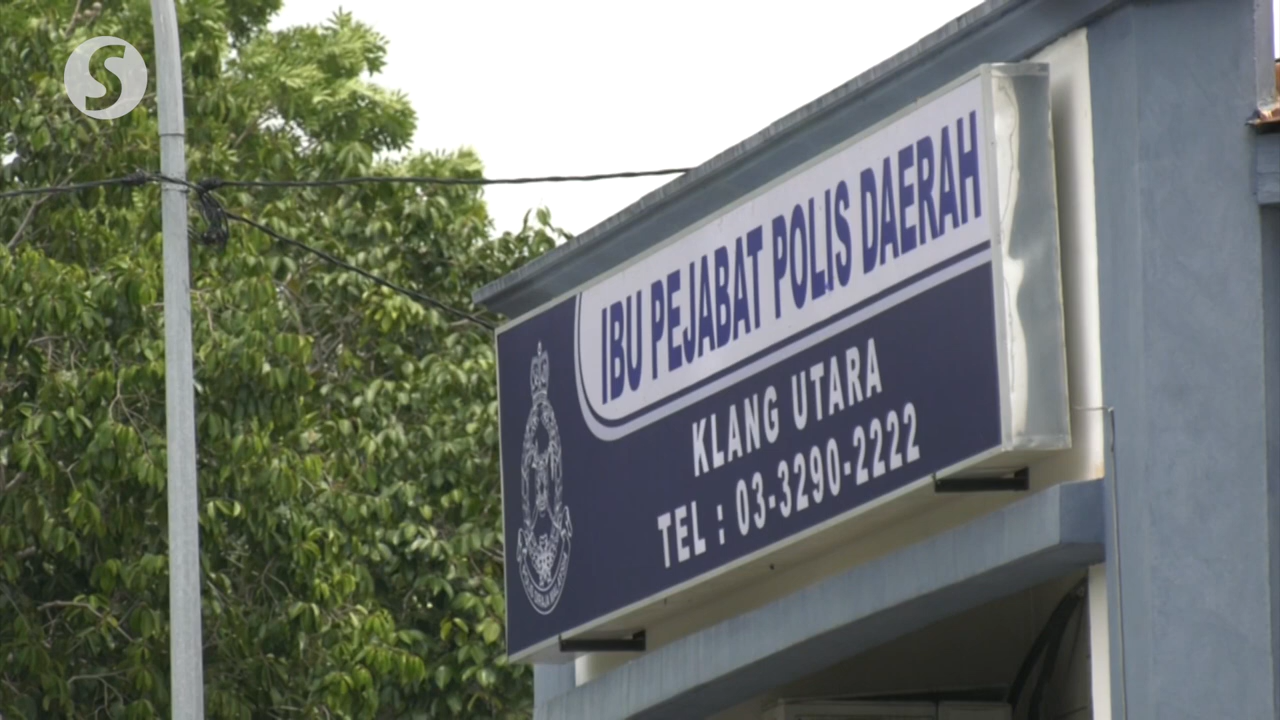 S
IBU PEJABAT POLIS DAERAH
KLANG UTARA
TEL : 03-3290-2222